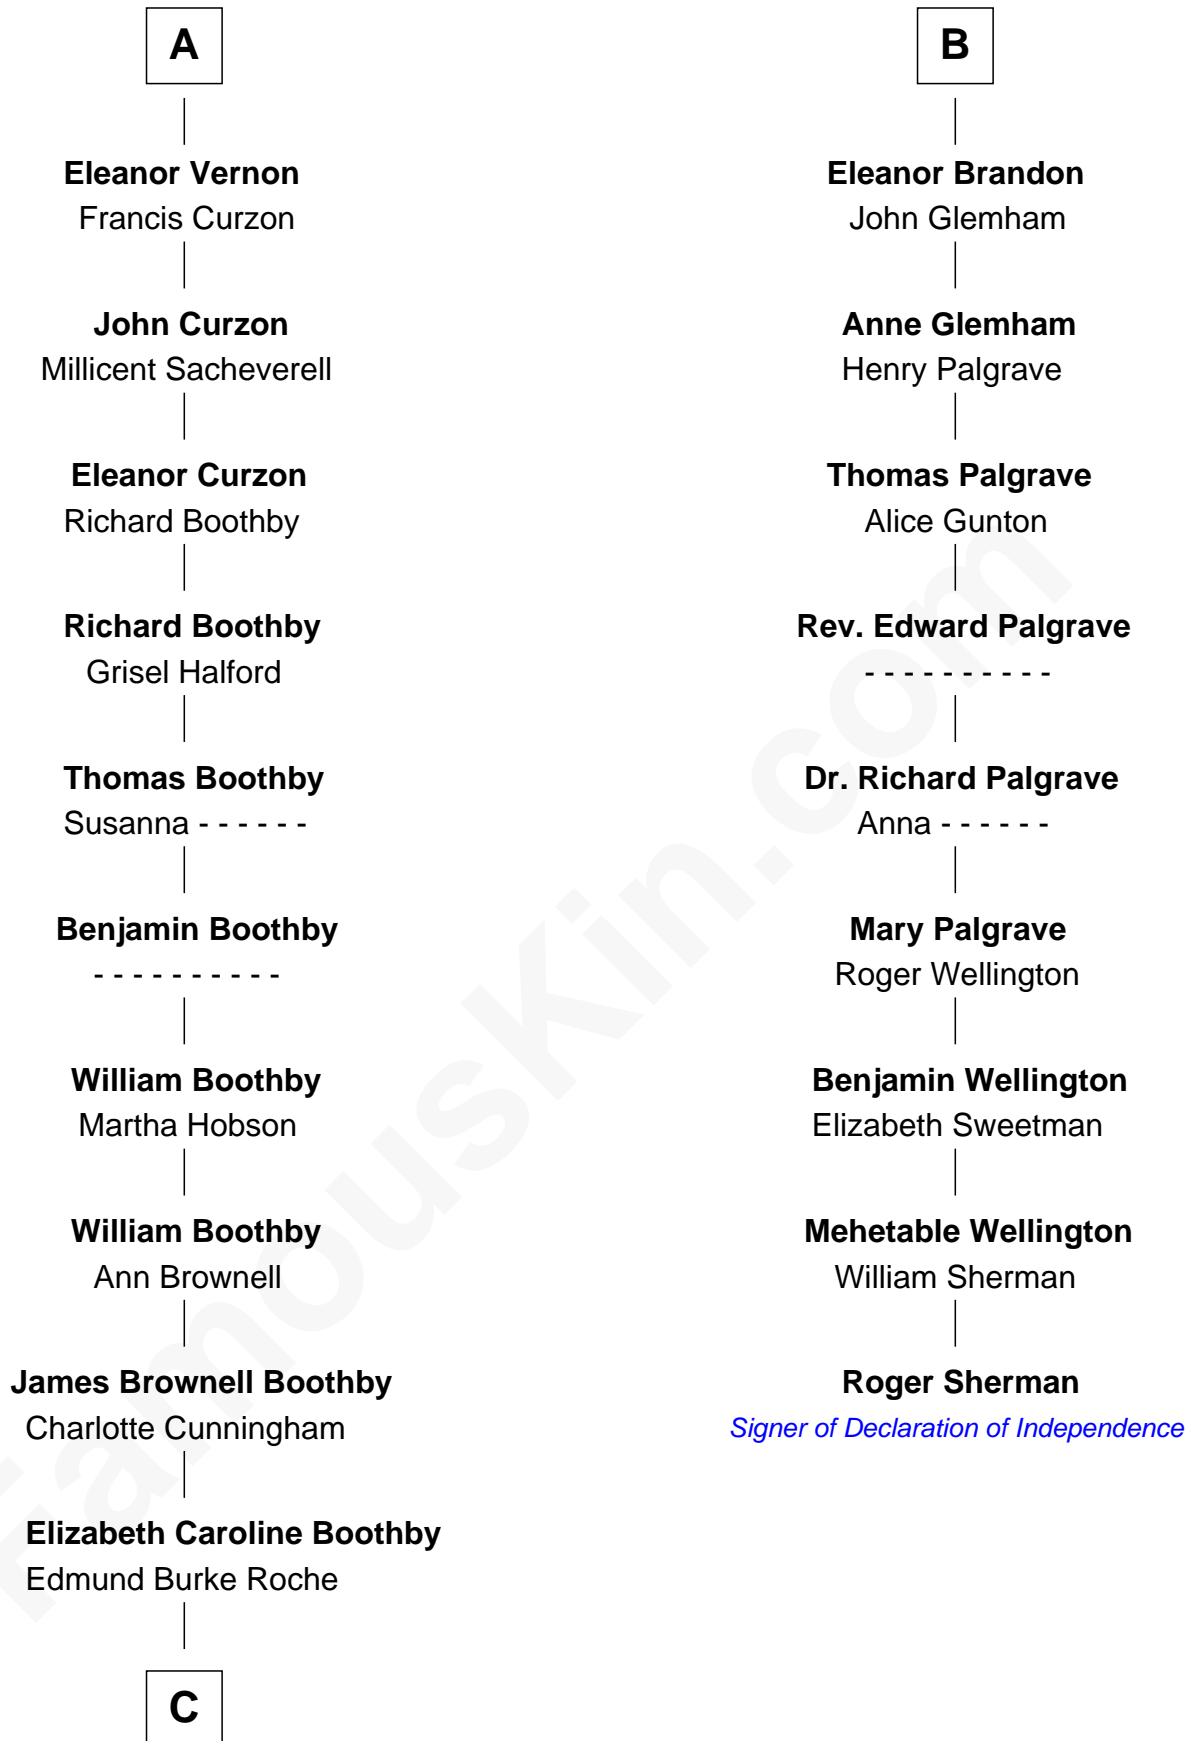 A
Eleanor Vernon
Francis Curzon
John Curzon
Millicent Sacheverell
Eleanor Curzon
Richard Boothby
Richard Boothby
Grisel Halford
Thomas Boothby
Susanna - - - - - -
Benjamin Boothby
- - - - - - - - - -
William Boothby
Martha Hobson
William Boothby
Ann Brownell
James Brownell Boothby
Charlotte Cunningham
Elizabeth Caroline Boothby
Edmund Burke Roche
C
B
Eleanor Brandon
John Glemham
Anne Glemham
Henry Palgrave
Thomas Palgrave
Alice Gunton
Rev. Edward Palgrave
- - - - - - - - - -
Dr. Richard Palgrave
Anna - - - - - -
Mary Palgrave
Roger Wellington
Benjamin Wellington
Elizabeth Sweetman
Mehetable Wellington
William Sherman
Roger Sherman
Signer of Declaration of Independence
FamousKin.com